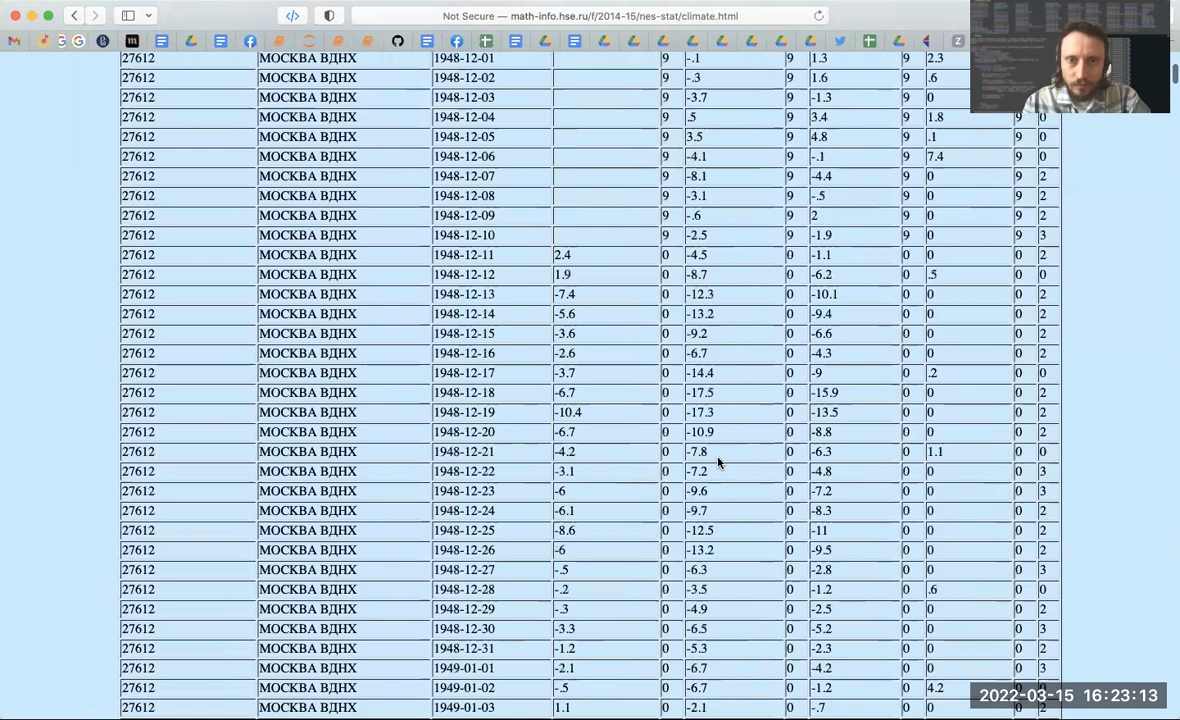 Not Secure — math-info.hse.ru/f/2014-15/nes-stat/climate.html
27612 МОСКВА ВДНХ 1948-12-01 9 -.1 9 1.3 9 2.3
27612 МОСКВА ВДНХ 1948-12-02 9 -.3 9 1.6 9 .6
27612 МОСКВА ВДНХ 1948-12-03 9 -3.7 9 -1.3 9 0
27612 МОСКВА ВДНХ 1948-12-04 9 .5 9 3.4 9 1.8 9 0
27612 МОСКВА ВДНХ 1948-12-05 9 3.5 9 4.8 9 .1 9 0
27612 МОСКВА ВДНХ 1948-12-06 9 -4.1 9 -.1 9 7.4 9 0
27612 МОСКВА ВДНХ 1948-12-07 9 -8.1 9 -4.4 9 0 9 2
27612 МОСКВА ВДНХ 1948-12-08 9 -3.1 9 -.5 9 0 9 2
27612 МОСКВА ВДНХ 1948-12-09 9 -.6 9 2 9 0 9 2
27612 МОСКВА ВДНХ 1948-12-10 9 -2.5 9 -1.9 9 0 9 3
27612 МОСКВА ВДНХ 1948-12-11 2.4 0 -4.5 0 -1.1 0 0 0 2
27612 МОСКВА ВДНХ 1948-12-12 1.9 0 -8.7 0 -6.2 0 .5 0 0
27612 МОСКВА ВДНХ 1948-12-13 -7.4 0 -12.3 0 -10.1 0 0 0 2
27612 МОСКВА ВДНХ 1948-12-14 -5.6 0 -13.2 0 -9.4 0 0 0 2
27612 МОСКВА ВДНХ 1948-12-15 -3.6 0 -9.2 0 -6.6 0 0 0 2
27612 МОСКВА ВДНХ 1948-12-16 -2.6 0 -6.7 0 -4.3 0 0 0 2
27612 МОСКВА ВДНХ 1948-12-17 -3.7 0 -14.4 0 -9 0 .2 0 0
27612 МОСКВА ВДНХ 1948-12-18 -6.7 0 -17.5 0 -15.9 0 0 0 2
27612 МОСКВА ВДНХ 1948-12-19 -10.4 0 -17.3 0 -13.5 0 0 0 2
27612 МОСКВА ВДНХ 1948-12-20 -6.7 0 -10.9 0 -8.8 0 0 0 2
27612 МОСКВА ВДНХ 1948-12-21 -4.2 0 -7.8 0 -6.3 0 1.1 0 0
27612 МОСКВА ВДНХ 1948-12-22 -3.1 0 -7.2 0 -4.8 0 0 0 3
27612 МОСКВА ВДНХ 1948-12-23 -6 0 -9.6 0 -7.2 0 0 0 3
27612 МОСКВА ВДНХ 1948-12-24 -6.1 0 -9.7 0 -8.3 0 0 0 2
27612 МОСКВА ВДНХ 1948-12-25 -8.6 0 -12.5 0 -11 0 0 0 2
27612 МОСКВА ВДНХ 1948-12-26 -6 0 -13.2 0 -9.5 0 0 0 2
27612 МОСКВА ВДНХ 1948-12-27 -.5 0 -6.3 0 -2.8 0 0 0 3
27612 МОСКВА ВДНХ 1948-12-28 -.2 0 -3.5 0 -1.2 0 .6 0 0
27612 МОСКВА ВДНХ 1948-12-29 -.3 0 -4.9 0 -2.5 0 0 0 2
27612 МОСКВА ВДНХ 1948-12-30 -3.3 0 -6.5 0 -5.2 0 0 0 3
27612 МОСКВА ВДНХ 1948-12-31 -1.2 0 -5.3 0 -2.3 0 0 0 2
27612 МОСКВА ВДНХ 1949-01-01 -2.1 0 -6.7 0 -4.2 0 0 0 3
27612 МОСКВА ВДНХ 1949-01-02 -.5 0 -6.7 0 -1.2 0 4.2
27612 МОСКВА ВДНХ 1949-01-03 1.1 0 -2.1 0 -.7 0 0 0 2
2022-03-15 16:23:13